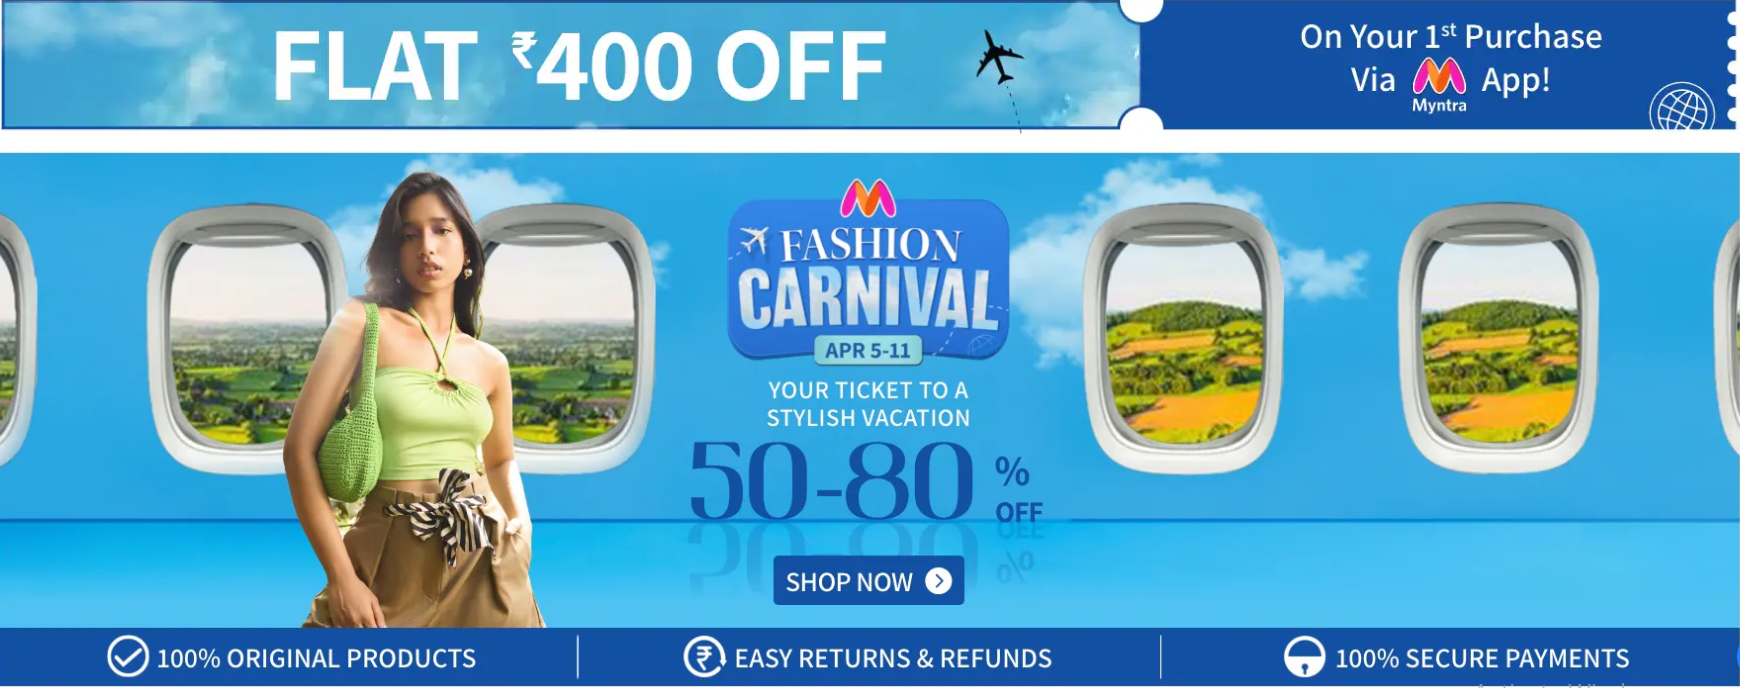 FLAT ₹400 OFF
On Your 1st Purchase
Via Myntra App!
FASHION
CARNIVAL
APR 5-11
YOUR TICKET TO A
STYLISH VACATION
50-80 % OFF
SHOP NOW
100% ORIGINAL PRODUCTS
EASY RETURNS & REFUNDS
100% SECURE PAYMENTS